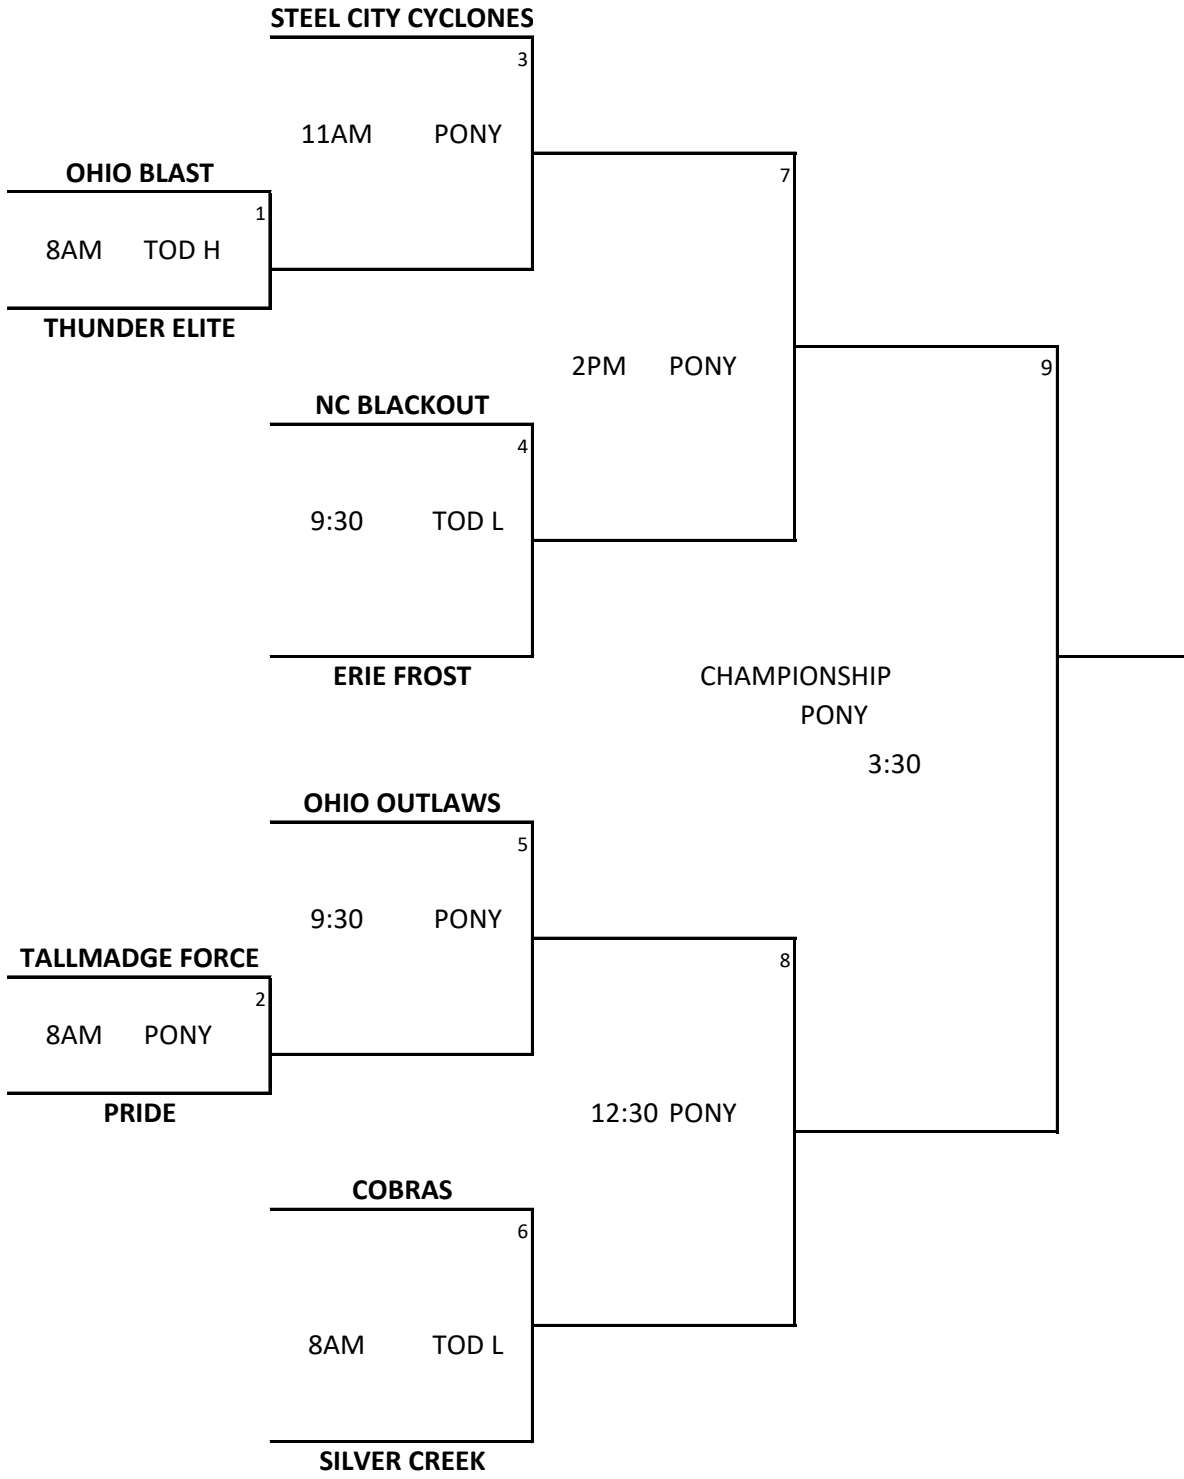 STEEL CITY CYCLONES
3
11AM PONY
OHIO BLAST
7
1
8AM TOD H
THUNDER ELITE
2PM PONY
9
NC BLACKOUT
4
9:30 TOD L
ERIE FROST
CHAMPIONSHIP
PONY
3:30
OHIO OUTLAWS
5
9:30 PONY
TALLMADGE FORCE
8
2
8AM PONY
PRIDE
12:30 PONY
COBRAS
6
8AM TOD L
SILVER CREEK